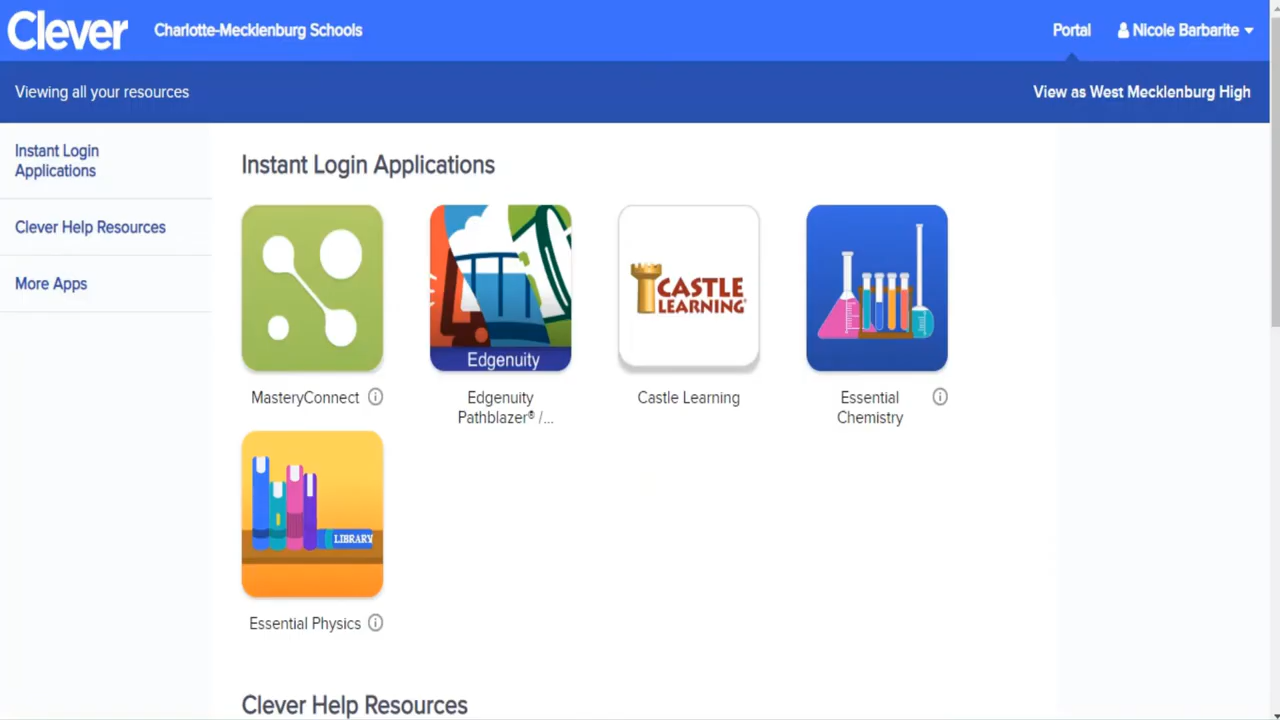 Clever
Charlotte-Mecklenburg Schools
Portal
Nicole Barbarite
Viewing all your resources
View as West Mecklenburg High
Instant Login
Applications
Clever Help Resources
More Apps
Instant Login Applications
Edgenuity
CASTLE
LEARNING®
MasteryConnect
Edgenuity
Pathblazer® /...
Castle Learning
Essential
Chemistry
LIBRARY
Essential Physics
Clever Help Resources